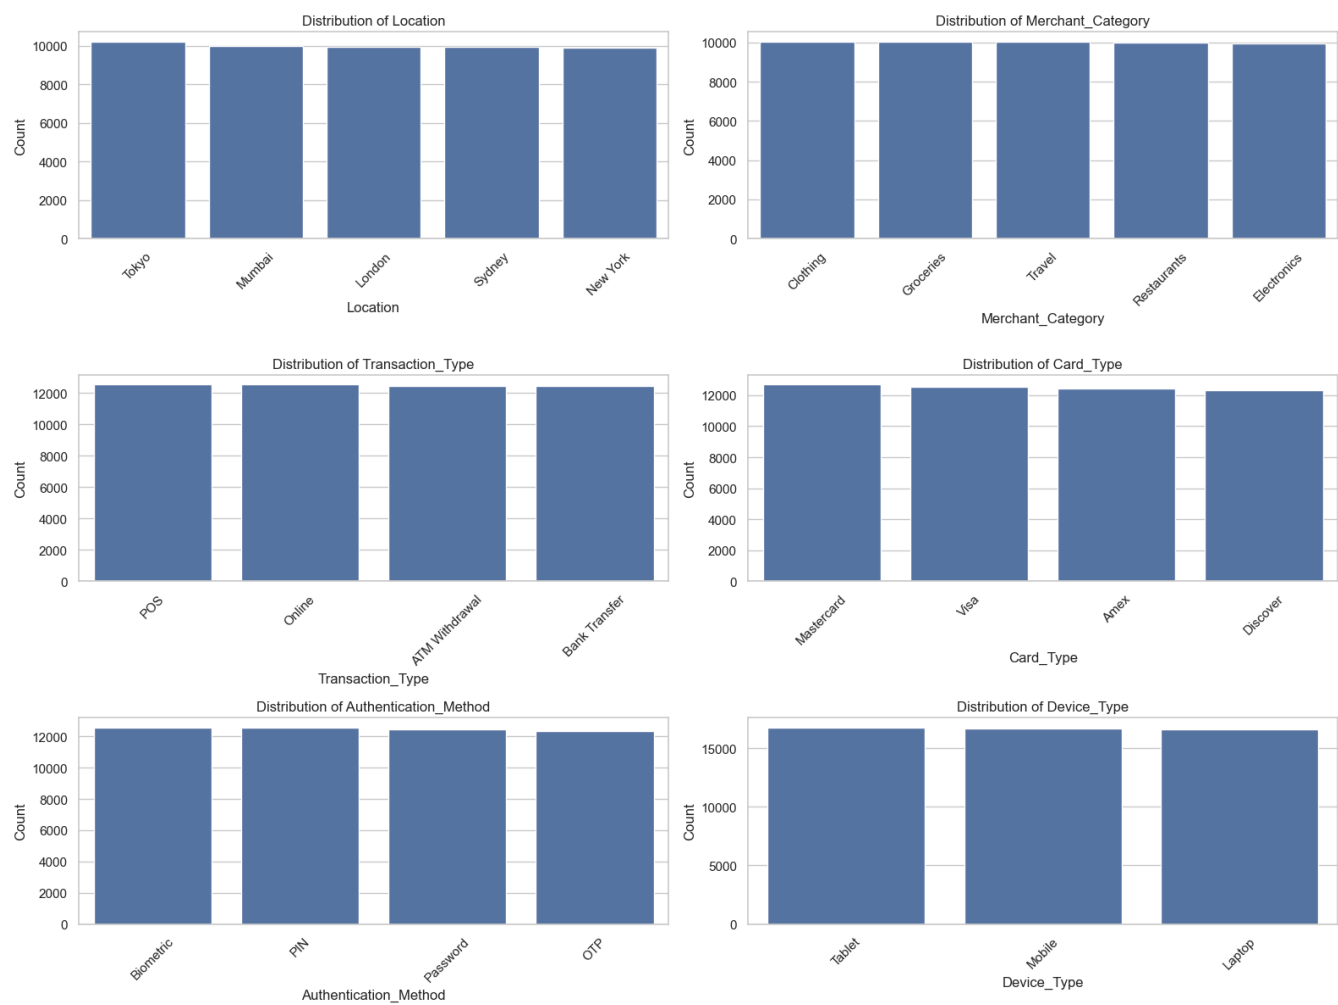 Distribution of Location
10000
8000
6000
4000
2000
0
Count
Tokyo
Mumbai
London
Sydney
New York
Location
Distribution of Merchant_Category
10000
8000
6000
4000
2000
0
Count
Clothing
Groceries
Travel
Restaurants
Electronics
Merchant_Category
Distribution of Transaction_Type
12000
10000
8000
6000
4000
2000
0
Count
POS
Online
ATM Withdrawal
Bank Transfer
Transaction_Type
Distribution of Card_Type
12000
10000
8000
6000
4000
2000
0
Count
Mastercard
Visa
Amex
Discover
Card_Type
Distribution of Authentication_Method
12000
10000
8000
6000
4000
2000
0
Count
Biometric
PIN
Password
OTP
Authentication_Method
Distribution of Device_Type
15000
10000
5000
0
Count
Tablet
Mobile
Laptop
Device_Type